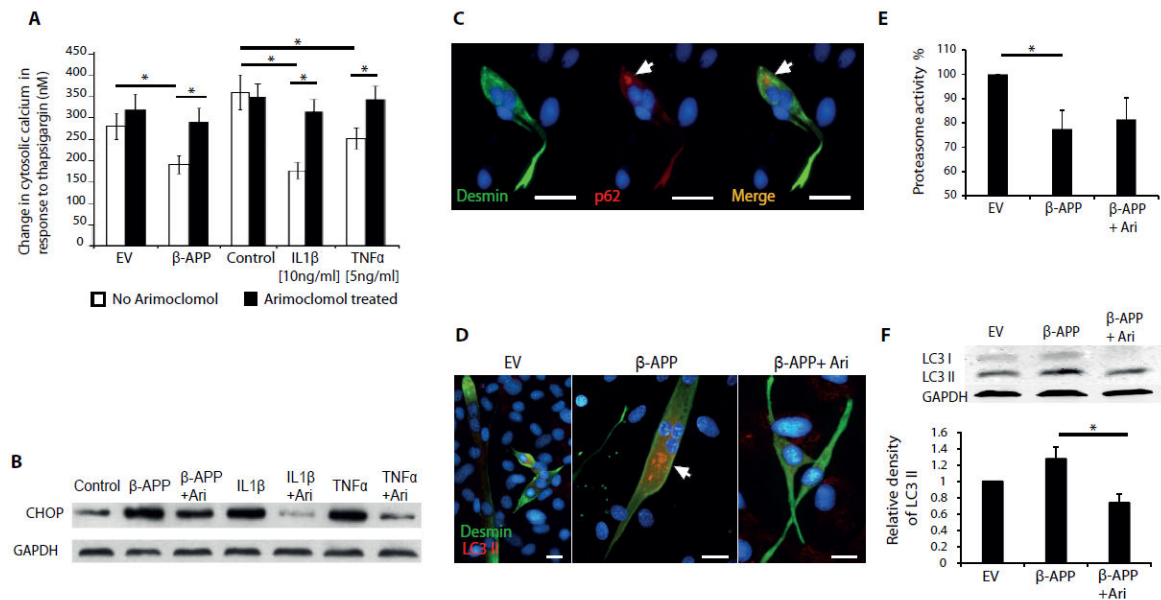 A
Change in cytosolic calcium in
response to thapsigargin (nM)
450
400
350
300
250
200
150
100
50
0
*
*
*
*
*
*
EV
β-APP
Control
IL1β
[10ng/ml]
TNFα
[5ng/ml]
No Arimoclomol
Arimoclomol treated
B
Control
β-APP
β-APP
+Ari
IL1β
IL1β
+Ari
TNFα
TNFα
+Ari
CHOP
GAPDH
C
Desmin
p62
Merge
D
EV
β-APP
β-APP+ Ari
Desmin
LC3 II
E
Proteasome activity %
110
100
90
80
70
60
50
*
EV
β-APP
β-APP
+ Ari
F
EV
β-APP
β-APP
+ Ari
LC3 I
LC3 II
GAPDH
Relative density
of LC3 II
1.6
1.4
1.2
1
0.8
0.6
0.4
0.2
0
*
EV
β-APP
β-APP
+Ari